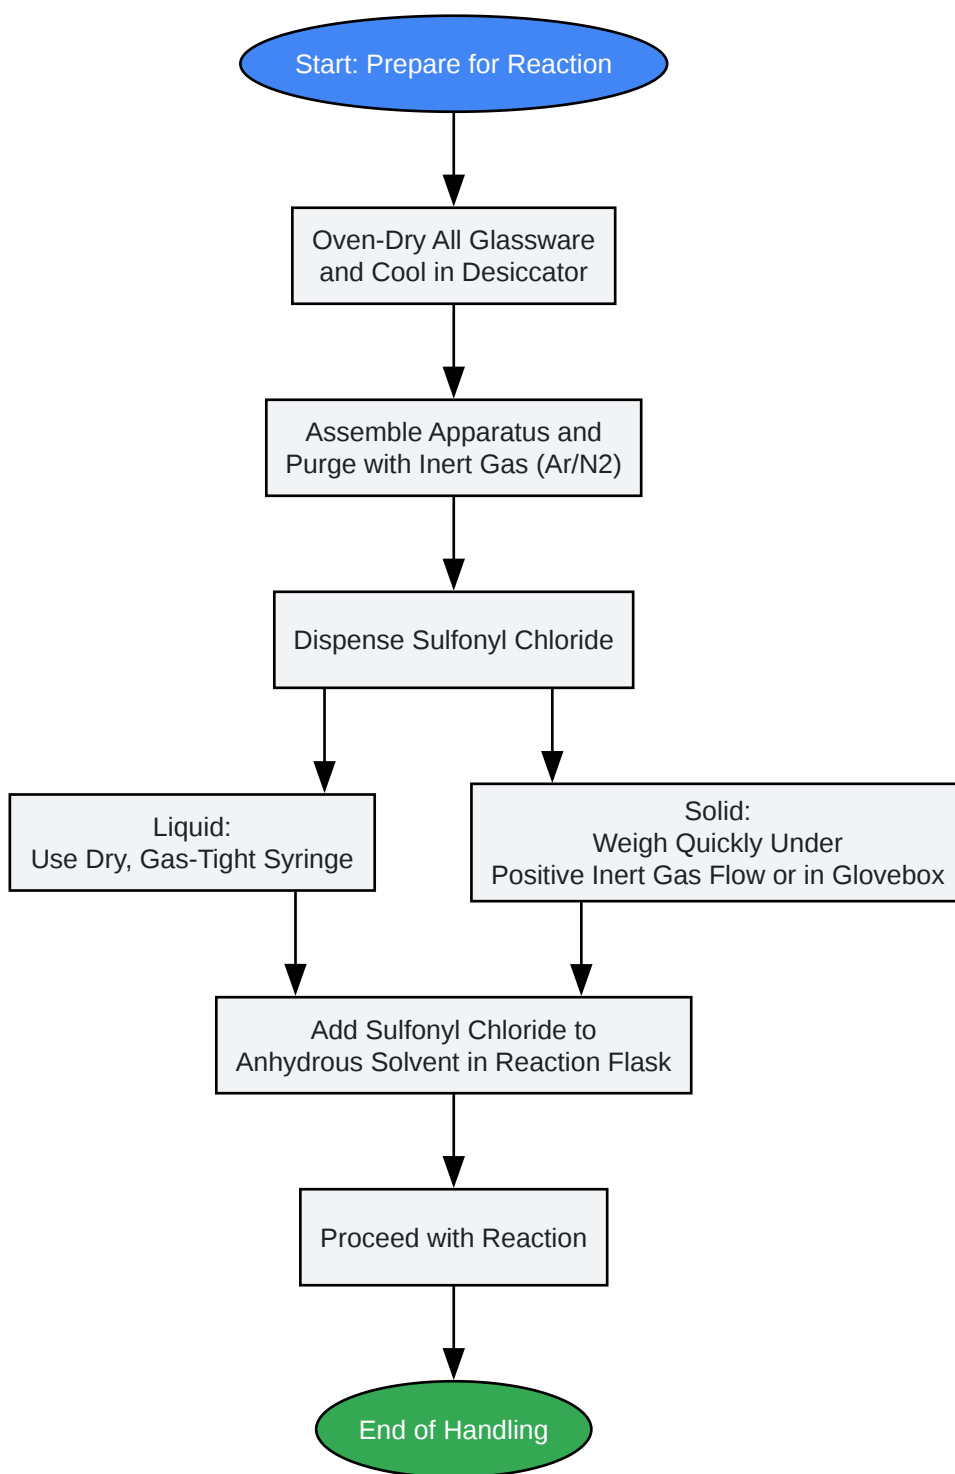 Start: Prepare for Reaction
Oven-Dry All Glassware
and Cool in Desiccator
Assemble Apparatus and
Purge with Inert Gas (Ar/N2)
Dispense Sulfonyl Chloride
Liquid:
Use Dry, Gas-Tight Syringe
Solid:
Weigh Quickly Under
Positive Inert Gas Flow or in Glovebox
Add Sulfonyl Chloride to
Anhydrous Solvent in Reaction Flask
Proceed with Reaction
End of Handling